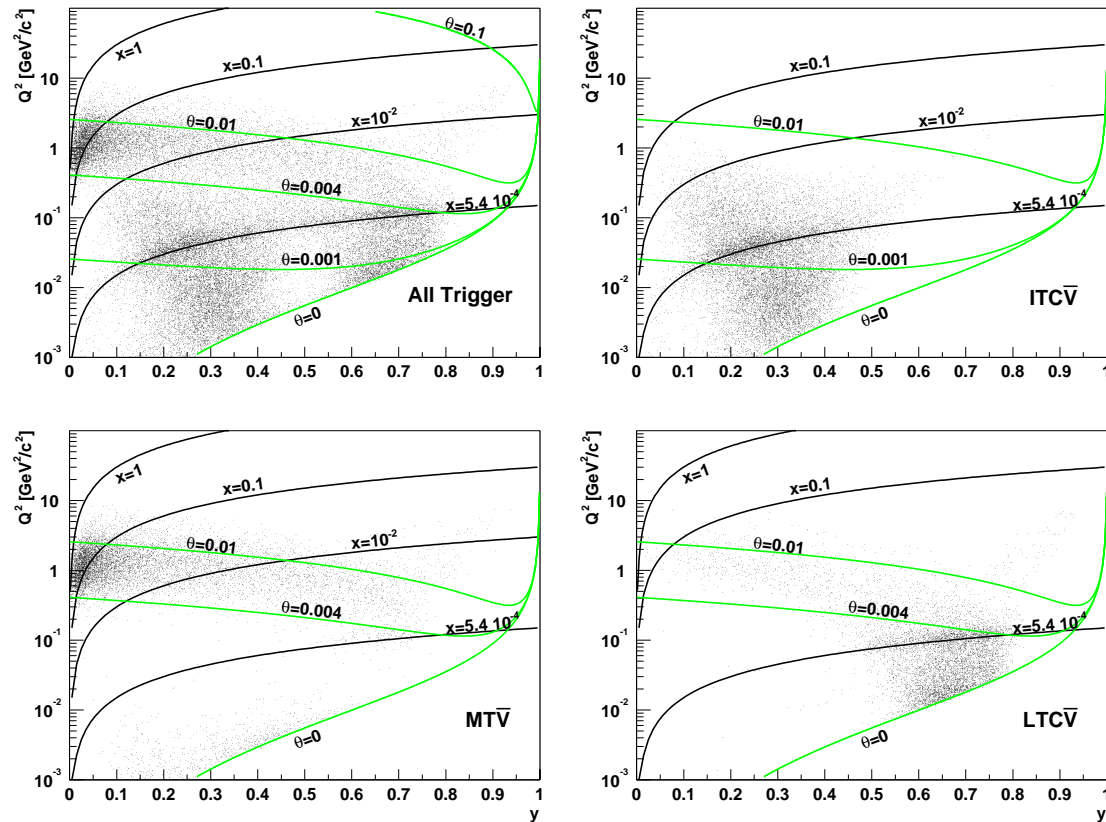 Q² [GeV²/c²]
10
1
10⁻¹
10⁻²
10⁻³
x=1
x=0.1
θ=0.1
θ=0.01
x=10⁻²
θ=0.004
x=5.4 10⁻⁴
θ=0.001
All Trigger
θ=0
0 0.1 0.2 0.3 0.4 0.5 0.6 0.7 0.8 0.9 1
y
Q² [GeV²/c²]
10
1
10⁻¹
10⁻²
10⁻³
x=0.1
θ=0.01
x=10⁻²
x=5.4 10⁻⁴
θ=0.001
ITCV̅
θ=0
0 0.1 0.2 0.3 0.4 0.5 0.6 0.7 0.8 0.9 1
y
Q² [GeV²/c²]
10
1
10⁻¹
10⁻²
10⁻³
x=1
x=0.1
θ=0.01
x=10⁻²
θ=0.004
x=5.4 10⁻⁴
MTV̅
θ=0
0 0.1 0.2 0.3 0.4 0.5 0.6 0.7 0.8 0.9 1
y
Q² [GeV²/c²]
10
1
10⁻¹
10⁻²
10⁻³
x=1
x=0.1
θ=0.01
x=10⁻²
θ=0.004
x=5.4 10⁻⁴
LTCV̅
θ=0
0 0.1 0.2 0.3 0.4 0.5 0.6 0.7 0.8 0.9 1
y